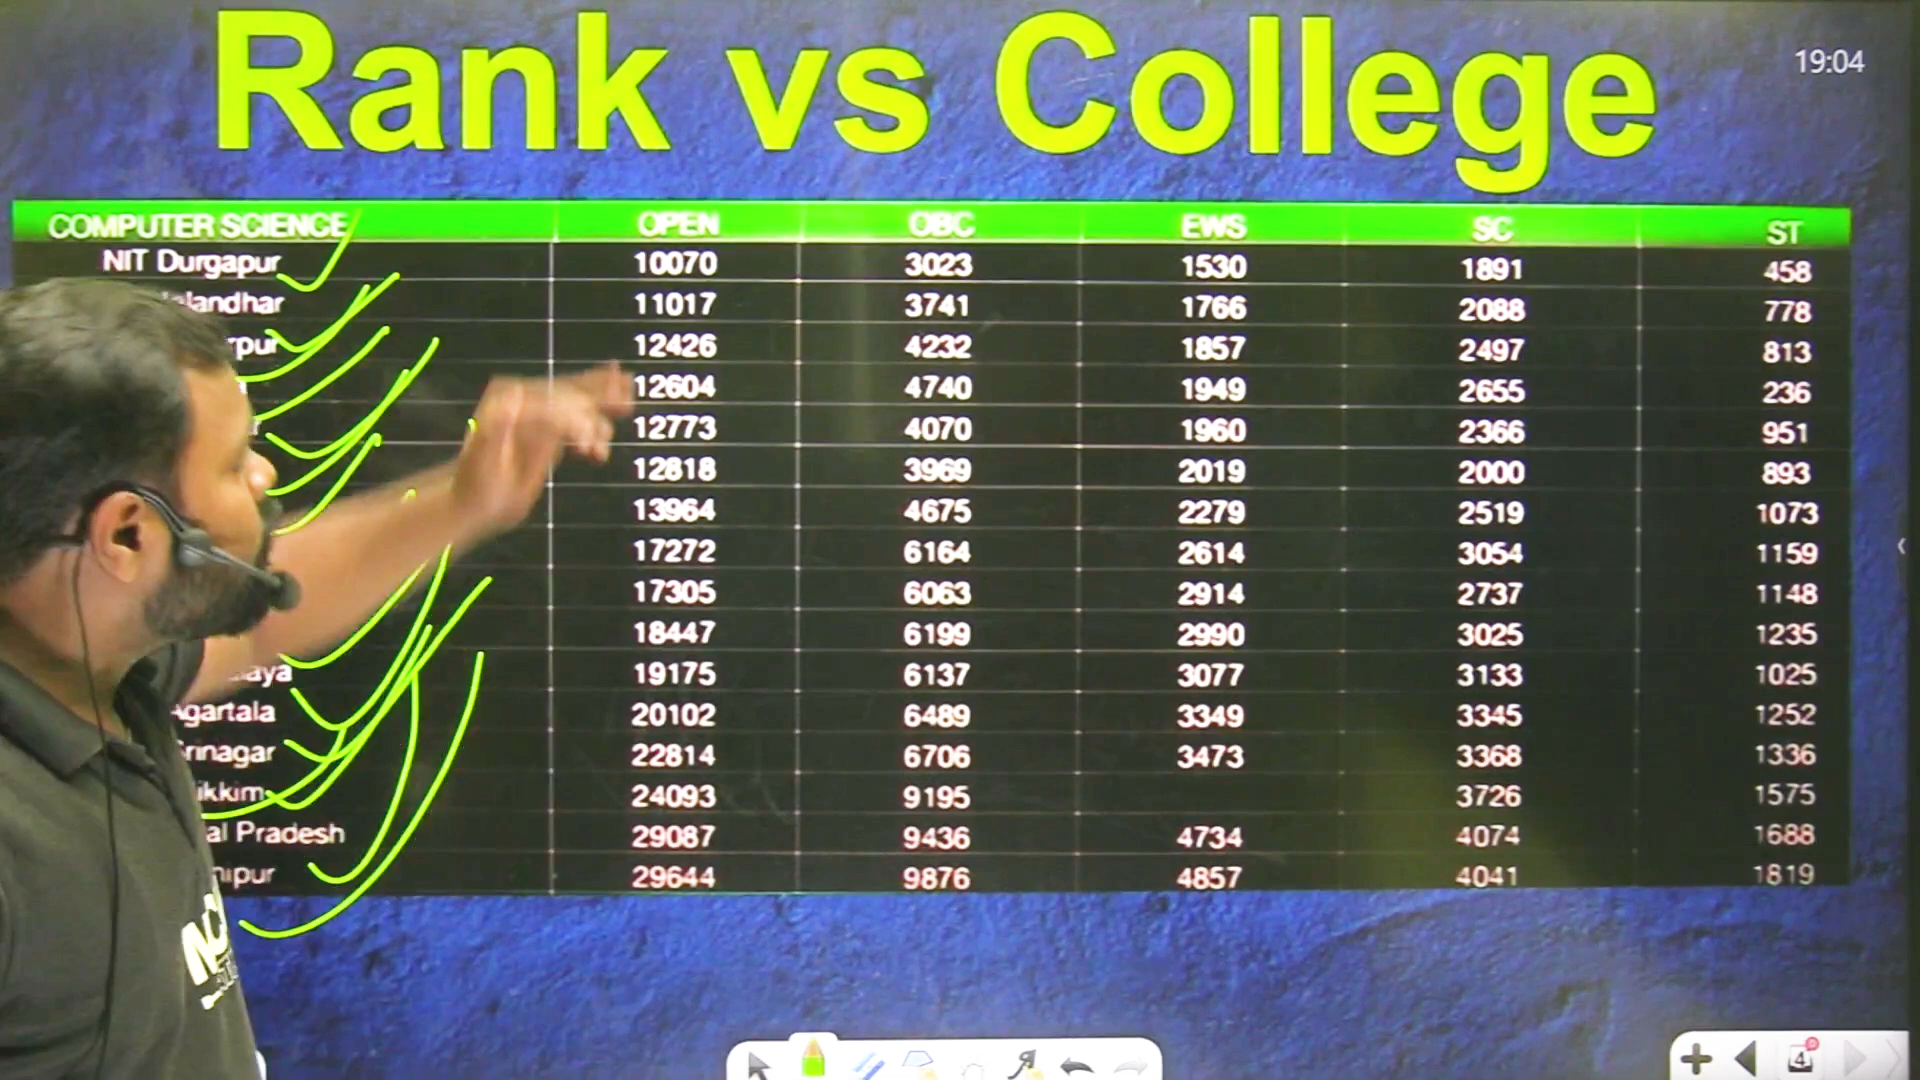 Rank vs College
19:04
COMPUTER SCIENCE OPEN OBC EWS SC ST
NIT Durgapur 10070 3023 1530 1891 458
landhar 11017 3741 1766 2088 778
rpur 12426 4232 1857 2497 813
12604 4740 1949 2655 236
12773 4070 1960 2366 951
12818 3969 2019 2000 893
13964 4675 2279 2519 1073
17272 6164 2614 3054 1159
17305 6063 2914 2737 1148
18447 6199 2990 3025 1235
laya 19175 6137 3077 3133 1025
Agartala 20102 6489 3349 3345 1252
Srinagar 22814 6706 3473 3368 1336
ikkim 24093 9195 3726 1575
al Pradesh 29087 9436 4734 4074 1688
nipur 29644 9876 4857 4041 1819
4